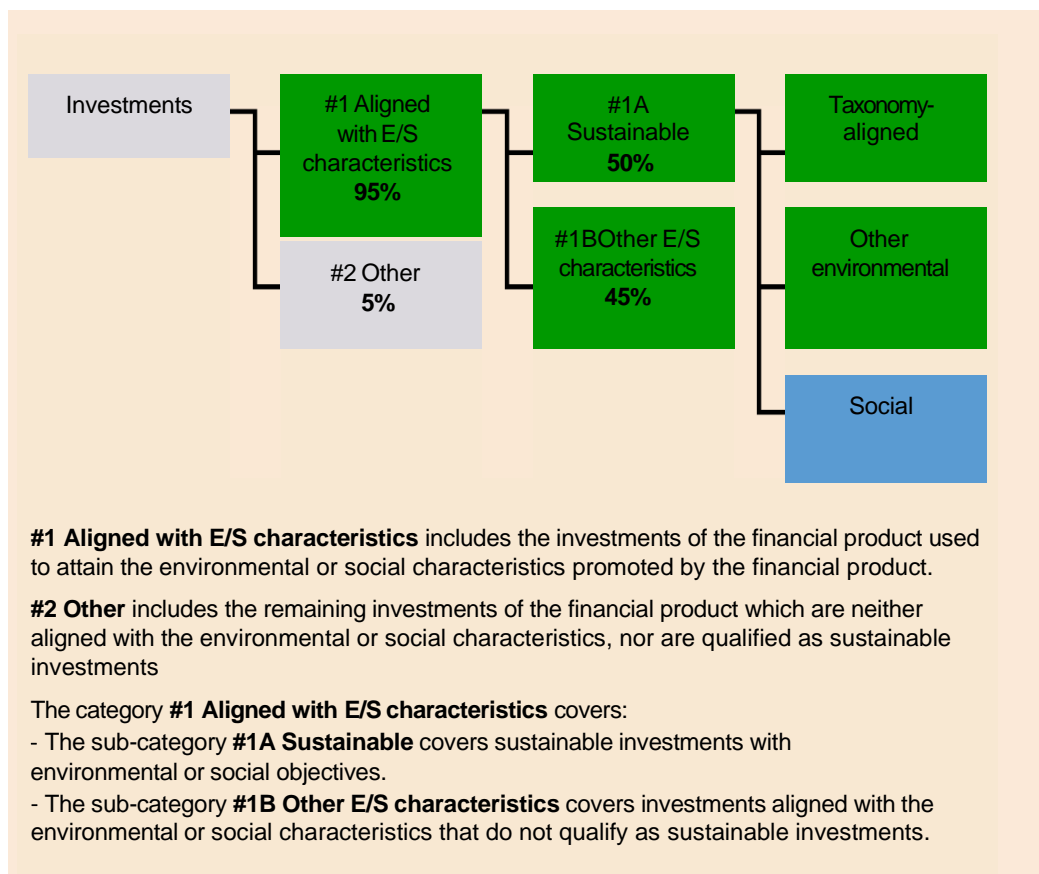 Investments
#1 Aligned
with E/S
characteristics
95%
#2 Other
5%
#1A
Sustainable
50%
#1BOther E/S
characteristics
45%
Taxonomy-
aligned
Other
environmental
Social
#1 Aligned with E/S characteristics includes the investments of the financial product used
to attain the environmental or social characteristics promoted by the financial product.
#2 Other includes the remaining investments of the financial product which are neither
aligned with the environmental or social characteristics, nor are qualified as sustainable
investments
The category #1 Aligned with E/S characteristics covers:
- The sub-category #1A Sustainable covers sustainable investments with
environmental or social objectives.
- The sub-category #1B Other E/S characteristics covers investments aligned with the
environmental or social characteristics that do not qualify as sustainable investments.